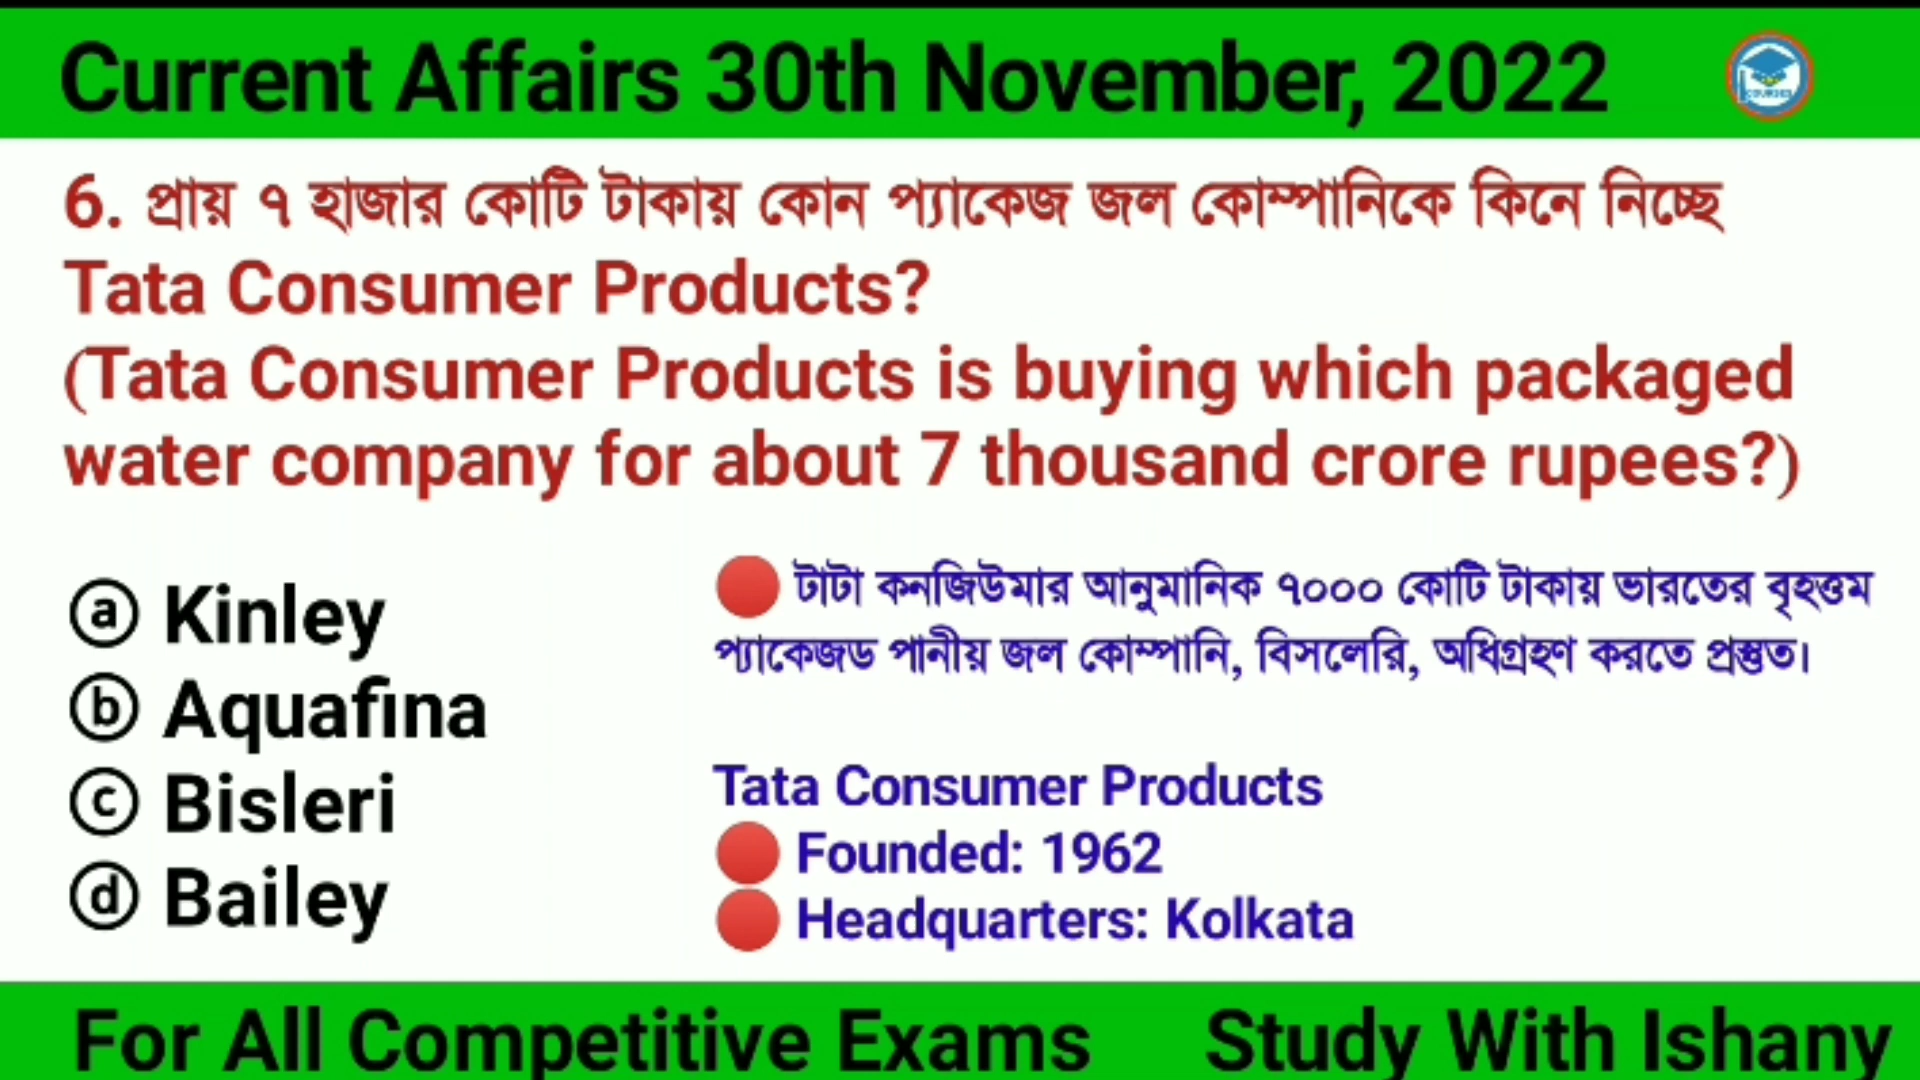 Current Affairs 30th November, 2022
COURSES
6. প্রায় ৭ হাজার কোটি টাকায় কোন প্যাকেজ জল কোম্পানিকে কিনে নিচ্ছে
Tata Consumer Products?
(Tata Consumer Products is buying which packaged
water company for about 7 thousand crore rupees?)
ⓐ Kinley
ⓑ Aquafina
ⓒ Bisleri
ⓓ Bailey
🔴 টাটা কনজিউমার আনুমানিক ৭০০০ কোটি টাকায় ভারতের বৃহত্তম
প্যাকেজড পানীয় জল কোম্পানি, বিসলেরি, অধিগ্রহণ করতে প্রস্তুত।
Tata Consumer Products
🔴 Founded: 1962
🔴 Headquarters: Kolkata
For All Competitive Exams Study With Ishany